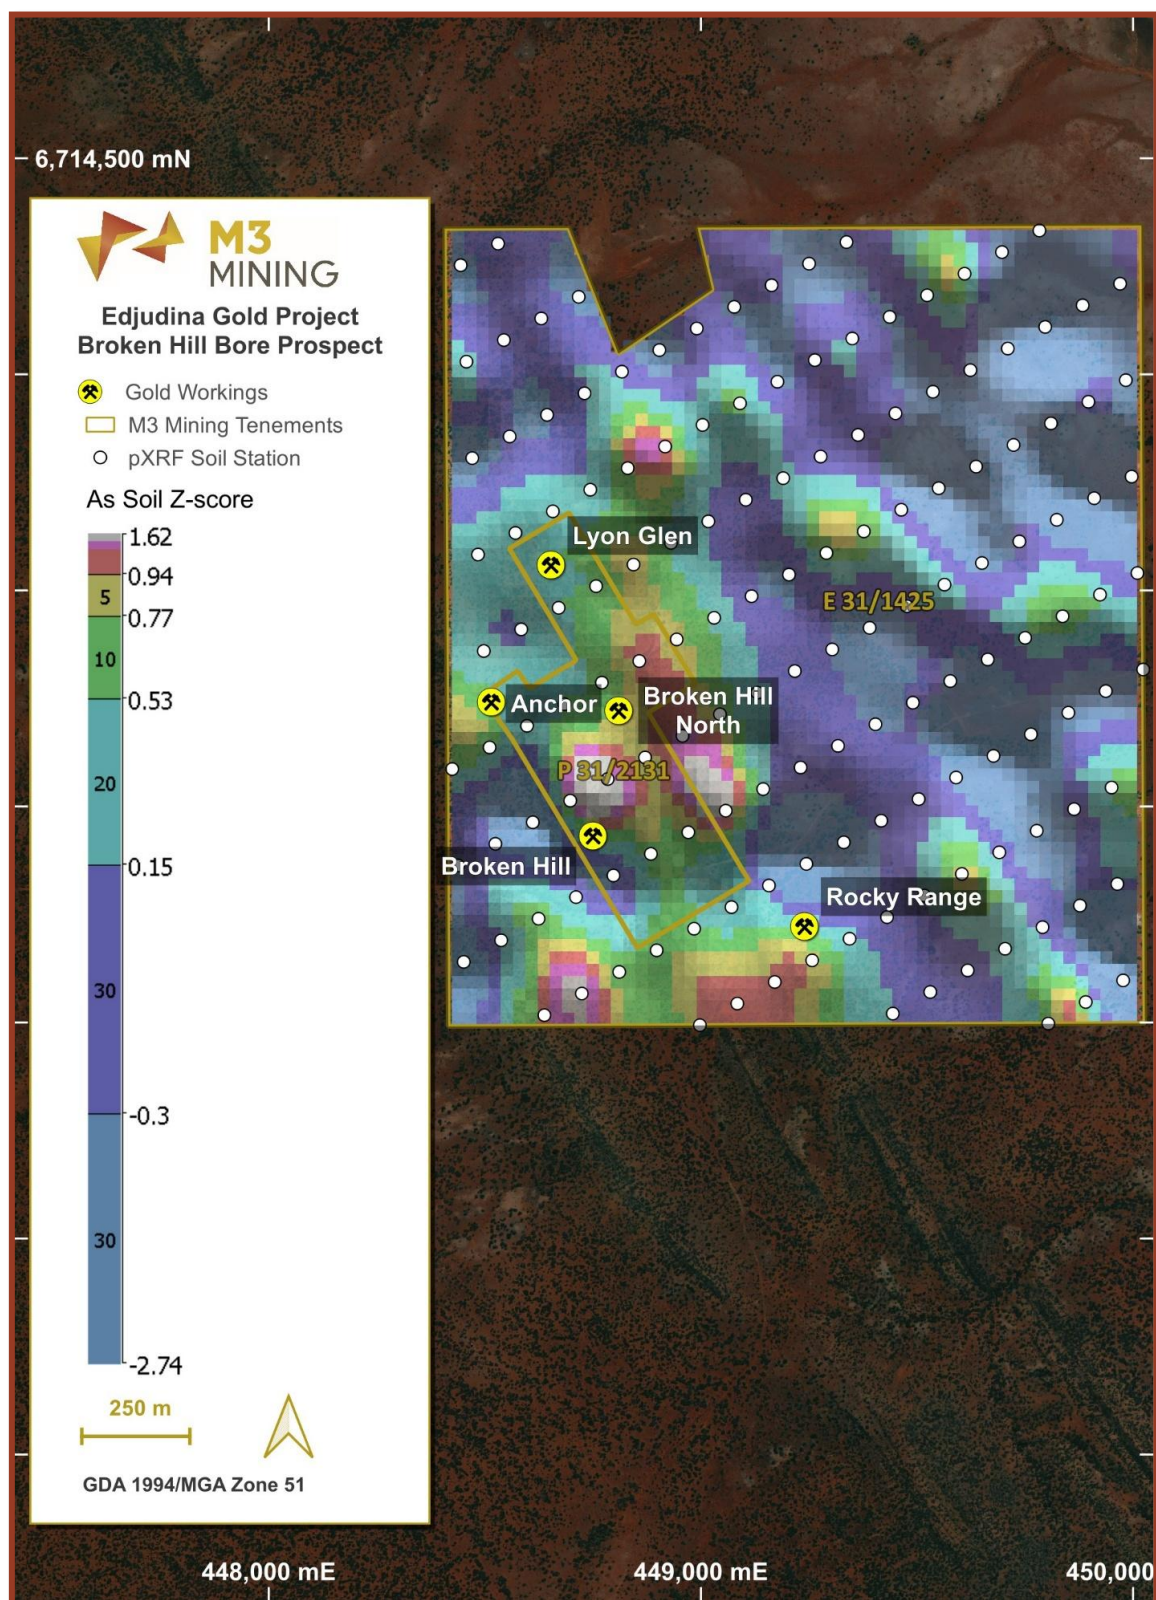 6,714,500 mN
M3
MINING
Edjudina Gold Project
Broken Hill Bore Prospect
Gold Workings
M3 Mining Tenements
pXRF Soil Station
As Soil Z-score
1.62
0.94
5
0.77
10
0.53
20
0.15
30
-0.3
30
-2.74
250 m
GDA 1994/MGA Zone 51
Lyon Glen
E 31/1425
Anchor
Broken Hill
North
P 31/2131
Broken Hill
Rocky Range
448,000 mE
449,000 mE
450,000